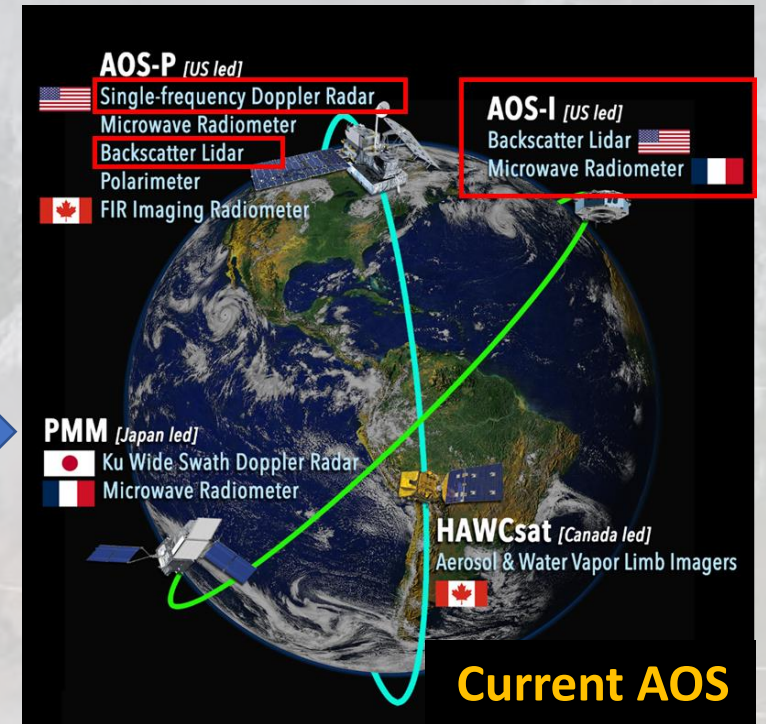 AOS-P [US led]
Single-frequency Doppler Radar
Microwave Radiometer
Backscatter Lidar
Polarimeter
FIR Imaging Radiometer
AOS-I [US led]
Backscatter Lidar
Microwave Radiometer
PMM [Japan led]
Ku Wide Swath Doppler Radar
Microwave Radiometer
HAWCsat [Canada led]
Aerosol & Water Vapor Limb Imagers
Current AOS